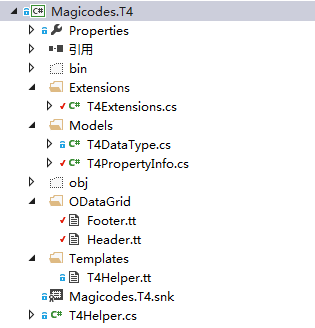 C# Magicodes.T4
Properties
引用
bin
Extensions
C# T4Extensions.cs
Models
C# T4DataType.cs
C# T4PropertyInfo.cs
obj
ODataGrid
Footer.tt
Header.tt
Templates
T4Helper.tt
Magicodes.T4.snk
C# T4Helper.cs